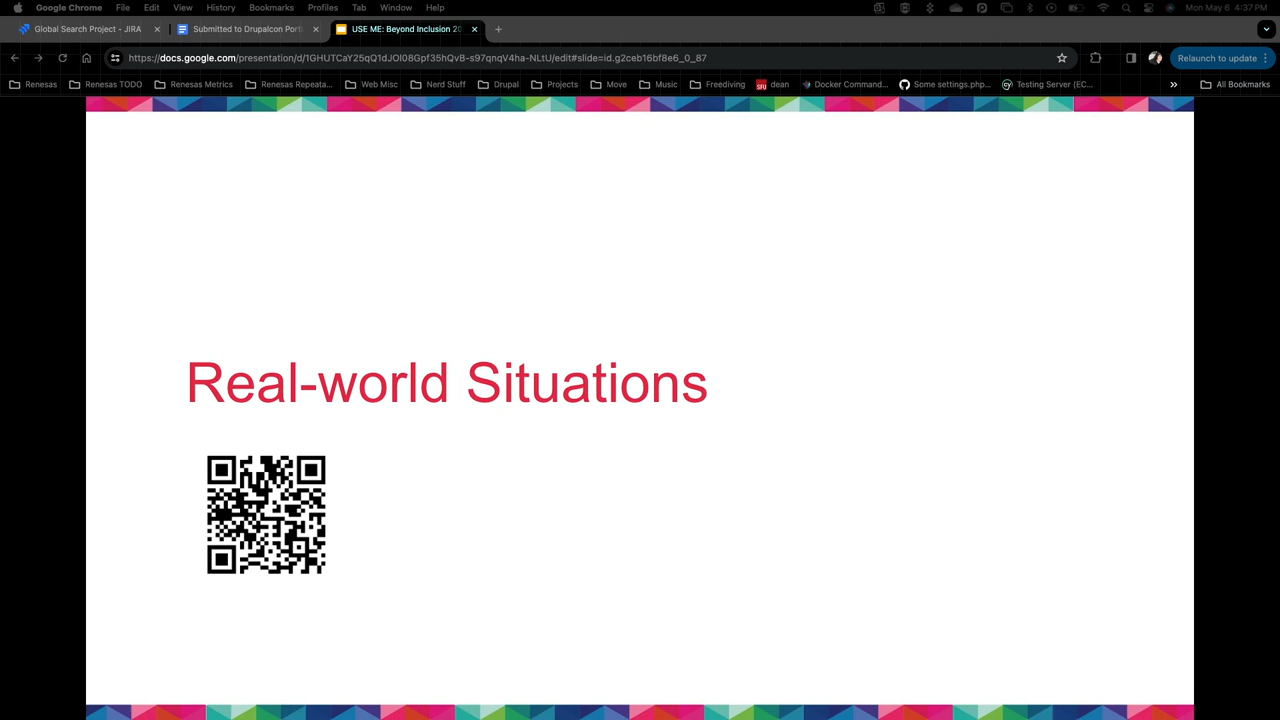 Google Chrome File Edit View History Bookmarks Profiles Tab Window Help Mon May 6 4:37 PM
Global Search Project - JIRA Submitted to Drupalcon Port USE ME: Beyond Inclusion 20
https://docs.google.com/presentation/d/1GHUTCaY25qQ1dJOl08Gpf35hQvB-s97qnqV4ha-NLtU/edit#slide=id.g2ceb16bf8e6_0_87 Relaunch to update
Renesas Renesas TODO Renesas Metrics Renesas Repeata... Web Misc Nerd Stuff Drupal Projects Move Music Freediving SFU dean Docker Command... Some settings.php... Testing Server (EC... » All Bookmarks
Real-world Situations